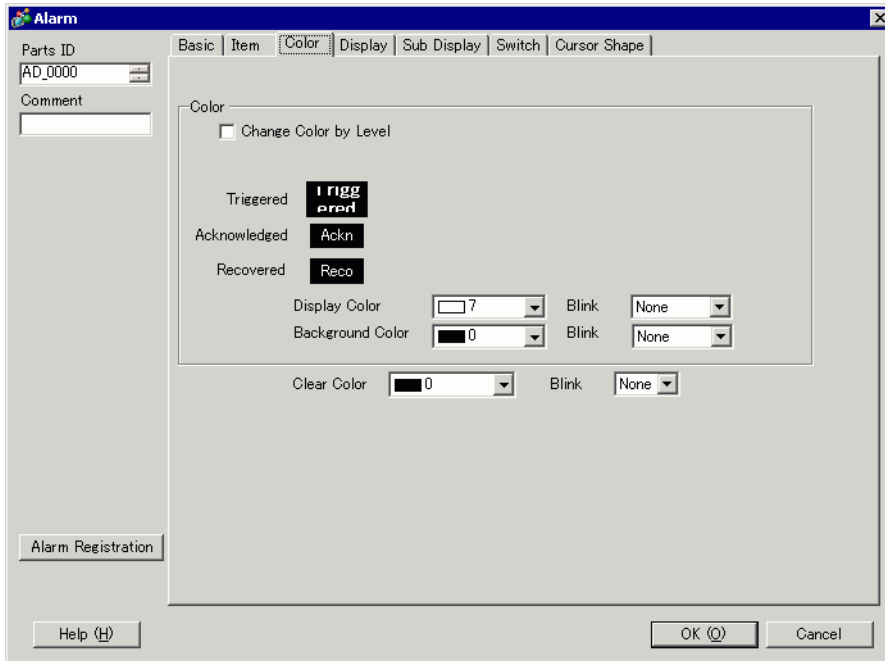 Alarm
Parts ID
AD_0000
Comment
Alarm Registration
Basic Item Color Display Sub Display Switch Cursor Shape
Color
Change Color by Level
Triggered Trigg
ered
Acknowledged Ackn
Recovered Reco
Display Color 7 Blink None
Background Color 0 Blink None
Clear Color 0 Blink None
Help (H) OK (O) Cancel